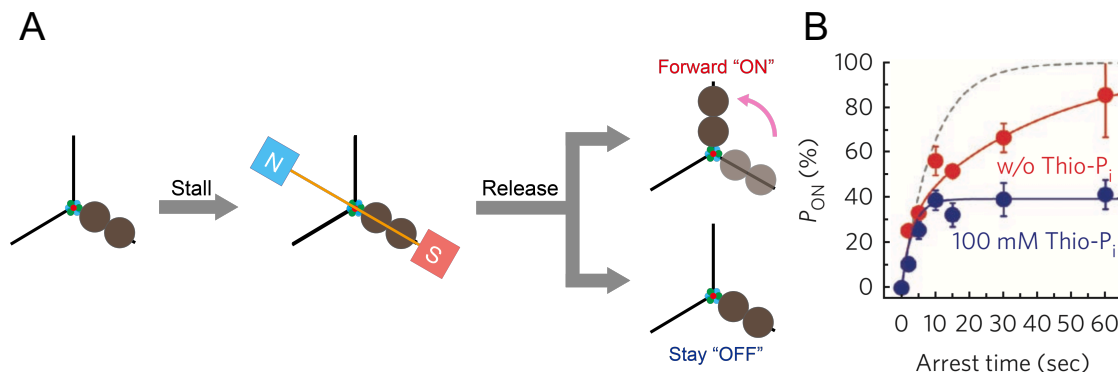 A
Stall
N
S
Release
Forward "ON"
Stay "OFF"
B
P_ON (%)
100
80
60
40
20
0
w/o Thio-P_i
100 mM Thio-P_i
0 10 20 30 40 50 60
Arrest time (sec)